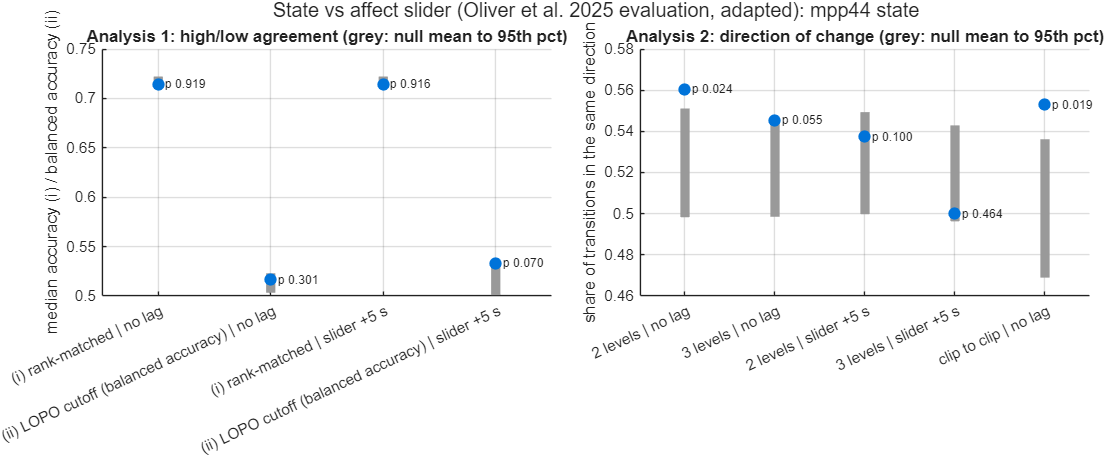 State vs affect slider (Oliver et al. 2025 evaluation, adapted): mpp44 state
Analysis 1: high/low agreement (grey: null mean to 95th pct)
median accuracy (i) / balanced accuracy (ii)
0.75
0.7
0.65
0.6
0.55
0.5
p 0.919
p 0.301
p 0.916
p 0.070
(i) rank-matched | no lag
(ii) LOPO cutoff (balanced accuracy) | no lag
(i) rank-matched | slider +5 s
(ii) LOPO cutoff (balanced accuracy) | slider +5 s
Analysis 2: direction of change (grey: null mean to 95th pct)
share of transitions in the same direction
0.58
0.56
0.54
0.52
0.5
0.48
0.46
p 0.024
p 0.055
p 0.100
p 0.464
p 0.019
2 levels | no lag
3 levels | no lag
2 levels | slider +5 s
3 levels | slider +5 s
clip to clip | no lag